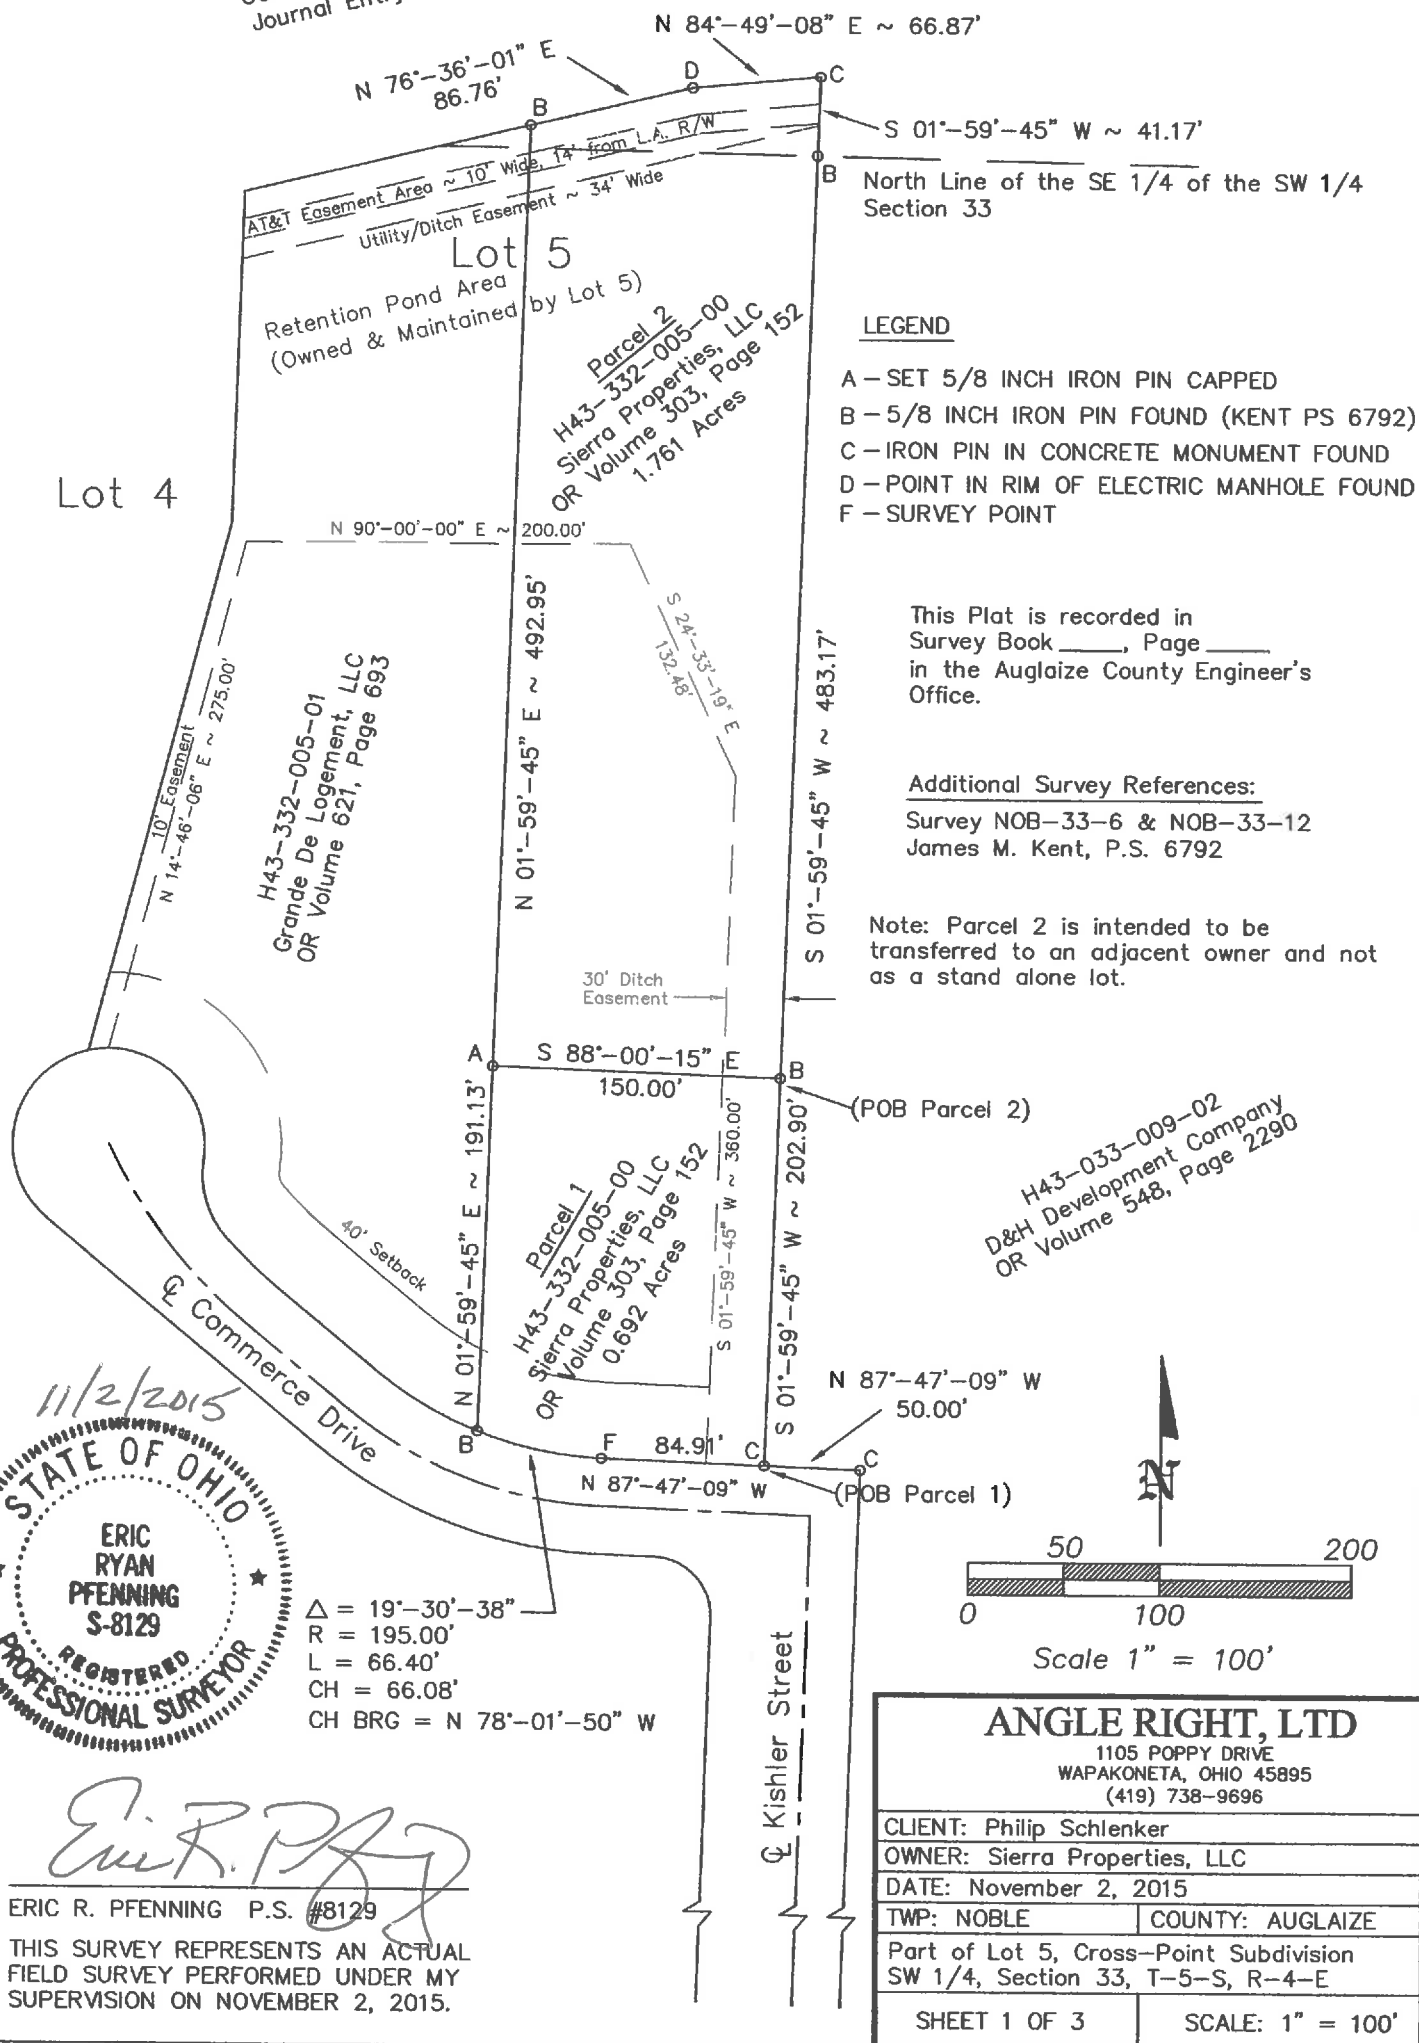 Journal Entry
N 84°-49'-08" E ~ 66.87'
N 76°-36'-01" E
86.76'
D
C
B
S 01°-59'-45" W ~ 41.17'
B
North Line of the SE 1/4 of the SW 1/4
Section 33
AT&T Easement Area ~ 10' Wide, 14' from L.A. R/W
Utility/Ditch Easement ~ 34' Wide
Lot 5
Retention Pond Area
(Owned & Maintained by Lot 5)
Parcel 2
H43-332-005-00
Sierra Properties, LLC
OR Volume 303, Page 152
1.761 Acres
LEGEND
A - SET 5/8 INCH IRON PIN CAPPED
B - 5/8 INCH IRON PIN FOUND (KENT PS 6792)
C - IRON PIN IN CONCRETE MONUMENT FOUND
D - POINT IN RIM OF ELECTRIC MANHOLE FOUND
F - SURVEY POINT
Lot 4
N 90°-00'-00" E ~ 200.00'
S 24°-33'-19" E
132.48'
N 01°-59'-45" E ~ 492.95'
S 01°-59'-45" W ~ 483.17'
10' Easement
N 14°-46'-06" E ~ 275.00'
H43-332-005-01
Grande De Logement, LLC
OR Volume 621, Page 693
This Plat is recorded in
Survey Book ____, Page ____
in the Auglaize County Engineer's
Office.
Additional Survey References:
Survey NOB-33-6 & NOB-33-12
James M. Kent, P.S. 6792
Note: Parcel 2 is intended to be
transferred to an adjacent owner and not
as a stand alone lot.
30' Ditch
Easement
A
S 88°-00'-15" E
150.00'
B
(POB Parcel 2)
N 01°-59'-45" E ~ 191.13'
S 01°-59'-45" W ~ 360.00'
S 01°-59'-45" W ~ 202.90'
H43-033-009-02
D&H Development Company
OR Volume 548, Page 2290
Parcel 1
H43-332-005-00
Sierra Properties, LLC
OR Volume 303, Page 152
0.692 Acres
40' Setback
℄ Commerce Drive
N 87°-47'-09" W
50.00'
B
F
84.91'
C
C
N 87°-47'-09" W
(POB Parcel 1)
11/2/2015
STATE OF OHIO
ERIC
RYAN
PFENNING
S-8129
REGISTERED
PROFESSIONAL SURVEYOR
N
50
200
0
100
Scale 1" = 100'
Δ = 19°-30'-38"
R = 195.00'
L = 66.40'
CH = 66.08'
CH BRG = N 78°-01'-50" W
℄ Kishler Street
ERIC R. PFENNING P.S. #8129
THIS SURVEY REPRESENTS AN ACTUAL
FIELD SURVEY PERFORMED UNDER MY
SUPERVISION ON NOVEMBER 2, 2015.
ANGLE RIGHT, LTD
1105 POPPY DRIVE
WAPAKONETA, OHIO 45895
(419) 738-9696
CLIENT: Philip Schlenker
OWNER: Sierra Properties, LLC
DATE: November 2, 2015
TWP: NOBLE
COUNTY: AUGLAIZE
Part of Lot 5, Cross-Point Subdivision
SW 1/4, Section 33, T-5-S, R-4-E
SHEET 1 OF 3
SCALE: 1" = 100'